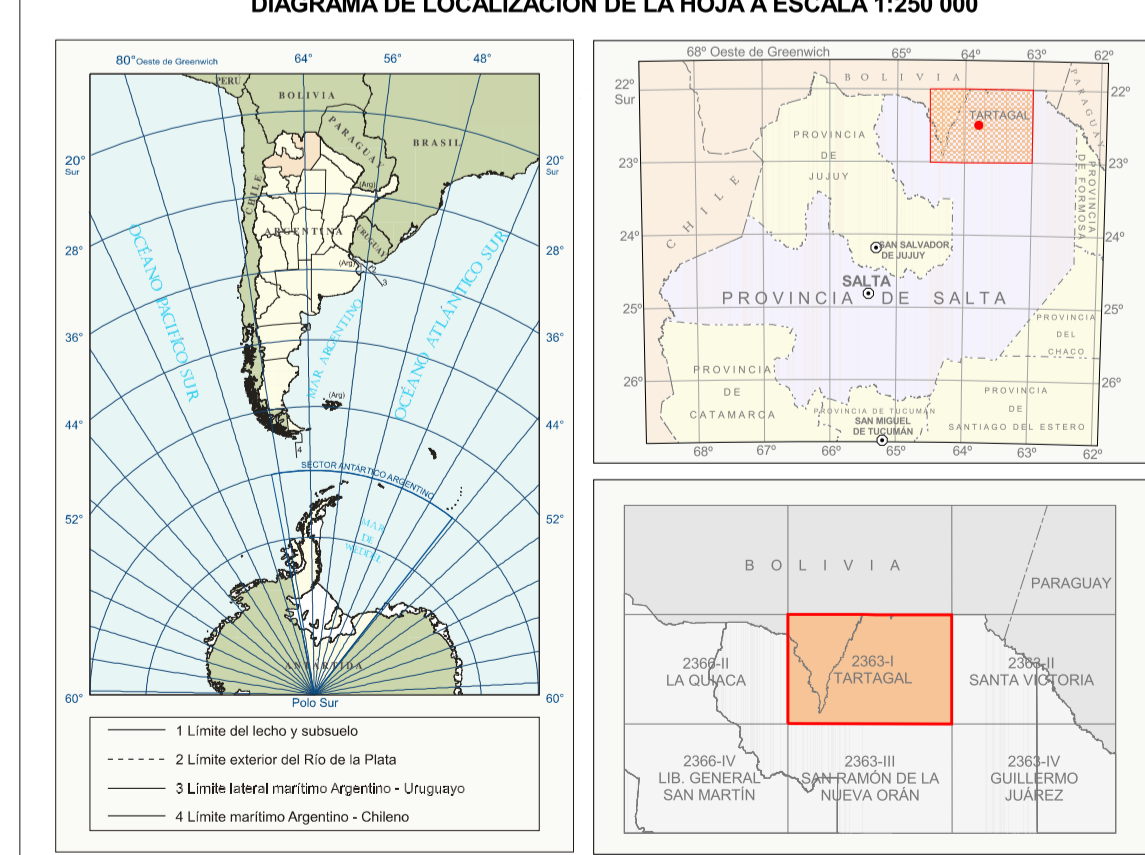 DIAGRAMA DE LOCALIZACIÓN DE LA HOJA A ESCALA 1:250 000
80° Oeste de Greenwich 64° 56° 48°
PERÚ
BOLIVIA
PARAGUAY
BRASIL
20°
Sur
20°
Sur
CHILE
(Arg)
ARGENTINA
URUGUAY
(Arg)
3
28°
28°
OCÉANO PACÍFICO SUR
MAR ARGENTINO
OCÉANO ATLÁNTICO SUR
36°
36°
(Arg)
44°
44°
4
SECTOR ANTÁRTICO ARGENTINO
MAR
DE
WEDDEL
52°
52°
ANTÁRTIDA
60°
60°
Polo Sur
1 Límite del lecho y subsuelo
2 Límite exterior del Río de la Plata
3 Límite lateral marítimo Argentino - Uruguayo
4 Límite marítimo Argentino - Chileno
68° Oeste de Greenwich 65° 64° 63° 62°
22°
Sur
BOLIVIA
PARAGUAY
22°
TARTAGAL
PROVINCIA
DE
JUJUY
23°
23°
PROVINCIA
DE FORMOSA
CHILE
24°
24°
SAN SALVADOR
DE JUJUY
SALTA
PROVINCIA DE SALTA
25°
25°
PROVINCIA
DEL
CHACO
PROVINCIA
DE
CATAMARCA
26°
26°
PROVINCIA
DE
SANTIAGO DEL ESTERO
PROVINCIA DE TUCUMÁN
SAN MIGUEL
DE TUCUMÁN
68° 67° 66° 65° 64° 63° 62°
BOLIVIA
PARAGUAY
2366-II
LA QUIACA
2363-I
TARTAGAL
2363-II
SANTA VICTORIA
2366-IV
LIB. GENERAL
SAN MARTÍN
2363-III
SAN RAMÓN DE LA
NUEVA ORÁN
2363-IV
GUILLERMO
JUÁREZ